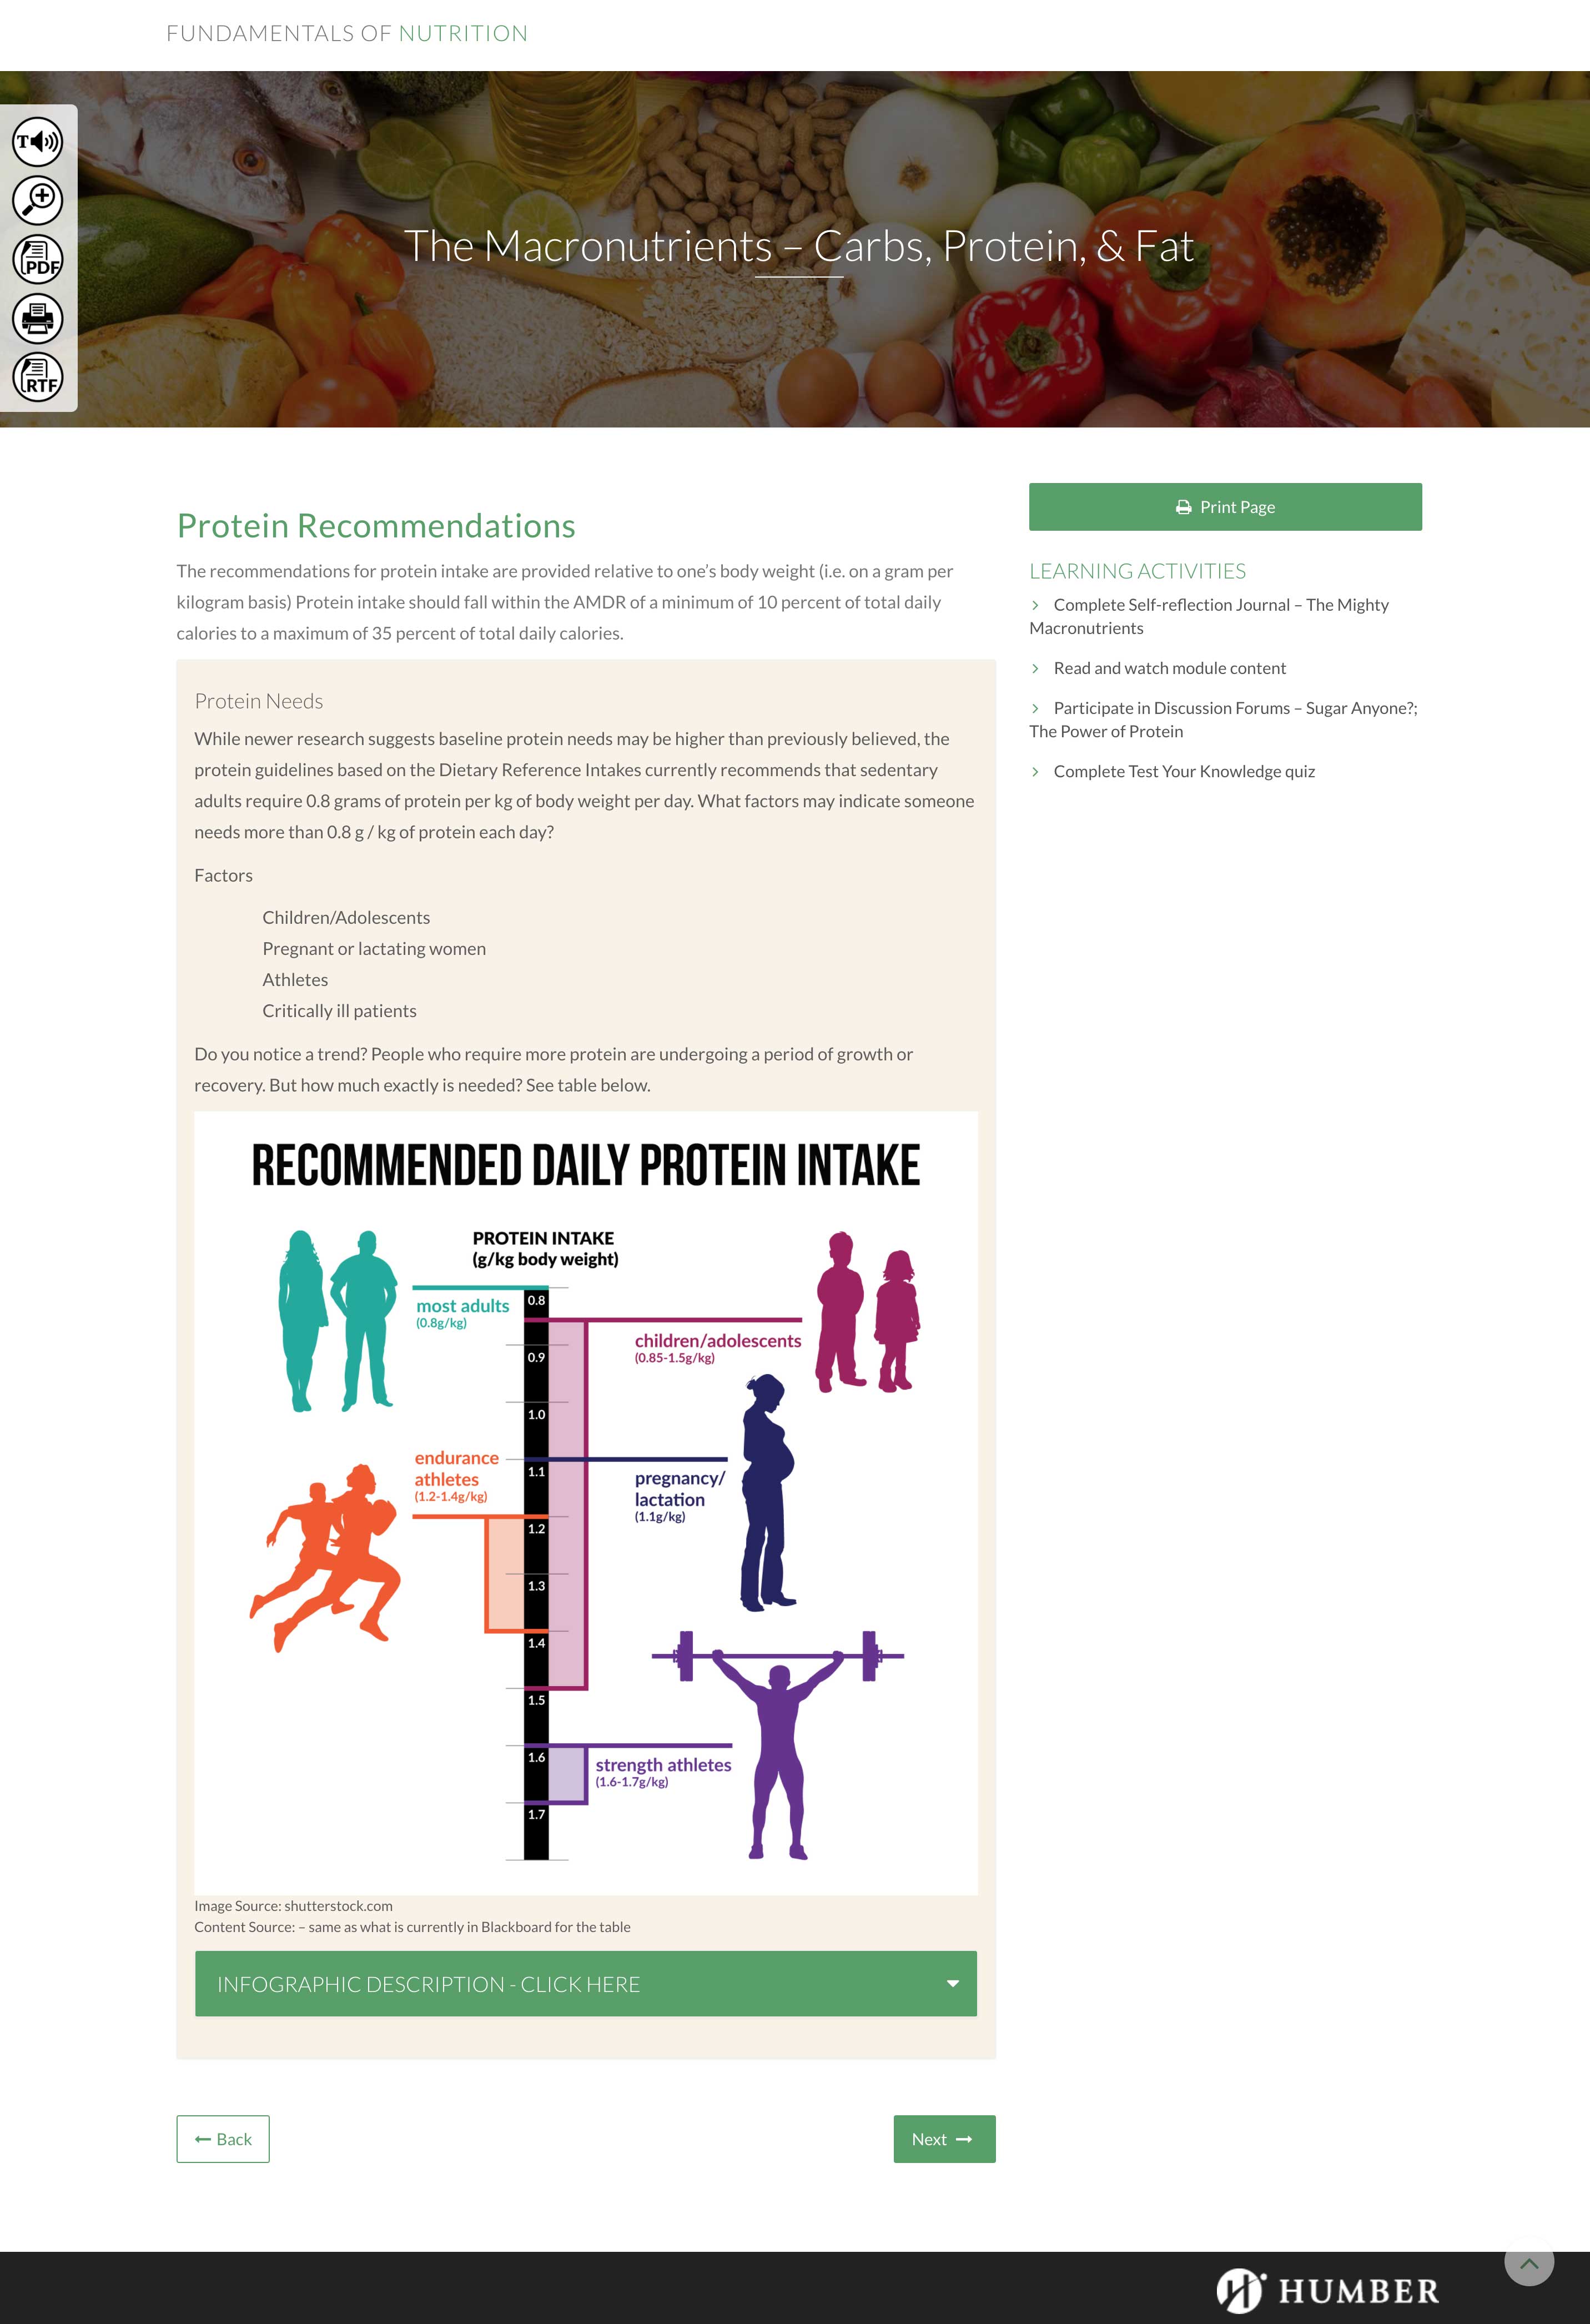 FUNDAMENTALS OF NUTRITION
T
PDF
RTF
The Macronutrients – Carbs, Protein, & Fat
Protein Recommendations
The recommendations for protein intake are provided relative to one’s body weight (i.e. on a gram per
kilogram basis) Protein intake should fall within the AMDR of a minimum of 10 percent of total daily
calories to a maximum of 35 percent of total daily calories.
Protein Needs
While newer research suggests baseline protein needs may be higher than previously believed, the
protein guidelines based on the Dietary Reference Intakes currently recommends that sedentary
adults require 0.8 grams of protein per kg of body weight per day. What factors may indicate someone
needs more than 0.8 g / kg of protein each day?
Factors
Children/Adolescents
Pregnant or lactating women
Athletes
Critically ill patients
Do you notice a trend? People who require more protein are undergoing a period of growth or
recovery. But how much exactly is needed? See table below.
RECOMMENDED DAILY PROTEIN INTAKE
PROTEIN INTAKE
(g/kg body weight)
most adults
(0.8g/kg)
0.8
children/adolescents
(0.85-1.5g/kg)
0.9
1.0
endurance
athletes
(1.2-1.4g/kg)
1.1
pregnancy/
lactation
(1.1g/kg)
1.2
1.3
1.4
1.5
1.6
strength athletes
(1.6-1.7g/kg)
1.7
Image Source: shutterstock.com
Content Source: – same as what is currently in Blackboard for the table
INFOGRAPHIC DESCRIPTION - CLICK HERE
Back
Next
Print Page
LEARNING ACTIVITIES
Complete Self-reflection Journal – The Mighty
Macronutrients
Read and watch module content
Participate in Discussion Forums – Sugar Anyone?;
The Power of Protein
Complete Test Your Knowledge quiz
HUMBER